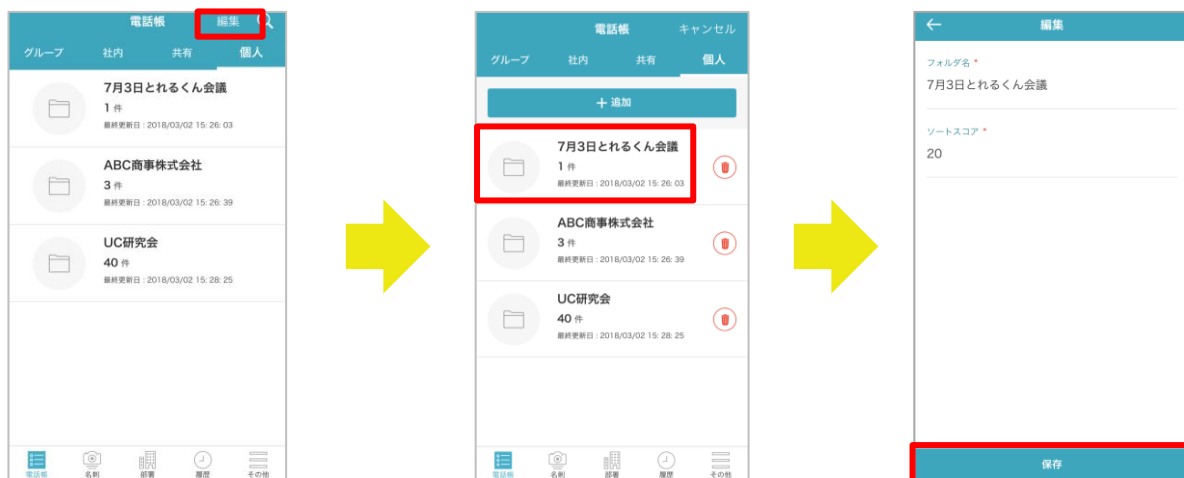 電話帳 編集
グループ 社内 共有 個人
7月3日とれるくん会議
1 件
最終更新日 : 2018/03/02 15: 26: 03
ABC商事株式会社
3 件
最終更新日 : 2018/03/02 15: 26: 39
UC研究会
40 件
最終更新日 : 2018/03/02 15: 28: 25
電話帳 名刺 部署 履歴 その他
電話帳 キャンセル
グループ 社内 共有 個人
+ 追加
7月3日とれるくん会議
1 件
最終更新日 : 2018/03/02 15: 26: 03
ABC商事株式会社
3 件
最終更新日 : 2018/03/02 15: 26: 39
UC研究会
40 件
最終更新日 : 2018/03/02 15: 28: 25
電話帳 名刺 部署 履歴 その他
← 編集
フォルダ名 *
7月3日とれるくん会議
ソートスコア *
20
保存